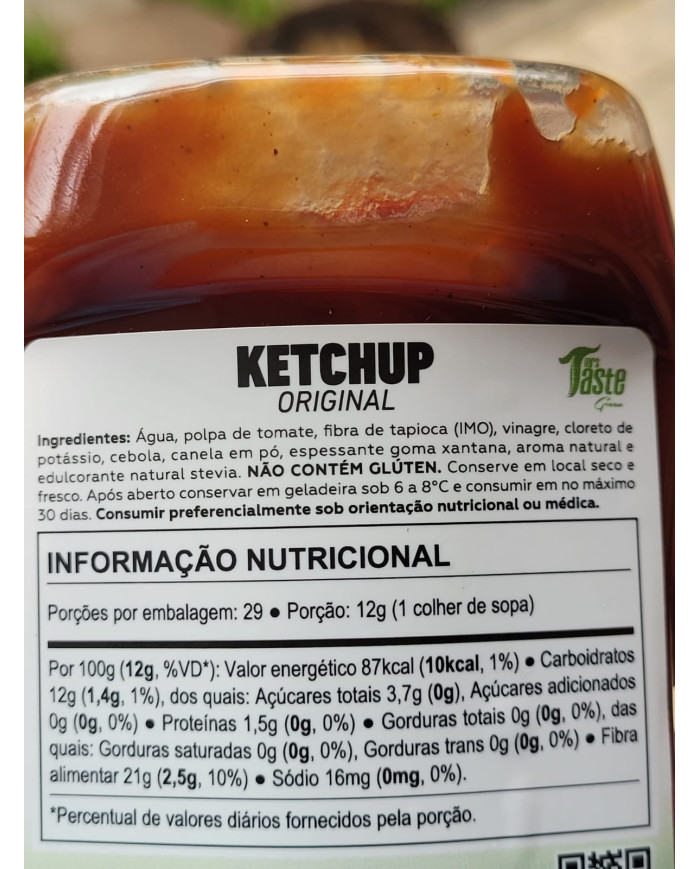 KETCHUP
ORIGINAL
Taste
Ingredientes: Água, polpa de tomate, fibra de tapioca (IMO), vinagre, cloreto de
potássio, cebola, canela em pó, espessante goma xantana, aroma natural e
edulcorante natural stevia. NÃO CONTÉM GLÚTEN. Conserve em local seco e
fresco. Após aberto conservar em geladeira sob 6 a 8°C e consumir em no máximo
30 dias. Consumir preferencialmente sob orientação nutricional ou médica.
INFORMAÇÃO NUTRICIONAL
Porções por embalagem: 29 ● Porção: 12g (1 colher de sopa)
Por 100g (12g, %VD*): Valor energético 87kcal (10kcal, 1%) ● Carboidratos
12g (1,4g, 1%), dos quais: Açúcares totais 3,7g (0g), Açúcares adicionados
0g (0g, 0%) ● Proteínas 1,5g (0g, 0%) ● Gorduras totais 0g (0g, 0%), das
quais: Gorduras saturadas 0g (0g, 0%), Gorduras trans 0g (0g, 0%) ● Fibra
alimentar 21g (2,5g, 10%) ● Sódio 16mg (0mg, 0%).
*Percentual de valores diários fornecidos pela porção.